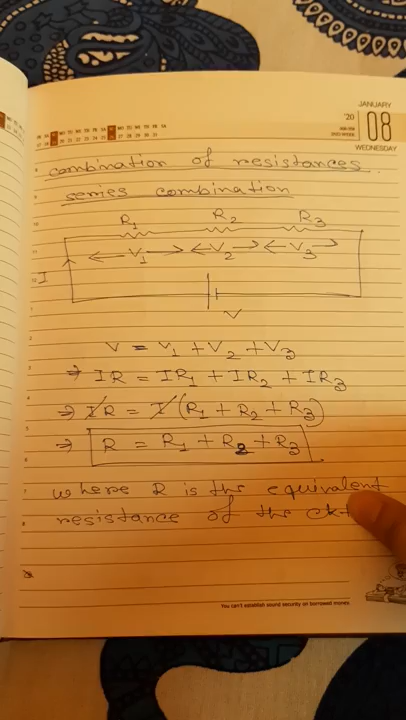 JANUARY
'20
08
WEDNESDAY
combination of resistances.
series combination
R₁ R₂ R₃
V₁ V₂ V₃
I
V
V = V₁ + V₂ + V₃
⇒ IR = IR₁ + IR₂ + IR₃
⇒ IR = I (R₁ + R₂ + R₃)
⇒ R = R₁ + R₂ + R₃
where R is the equivalent
resistance of the ckt
You can't establish sound security on borrowed money.